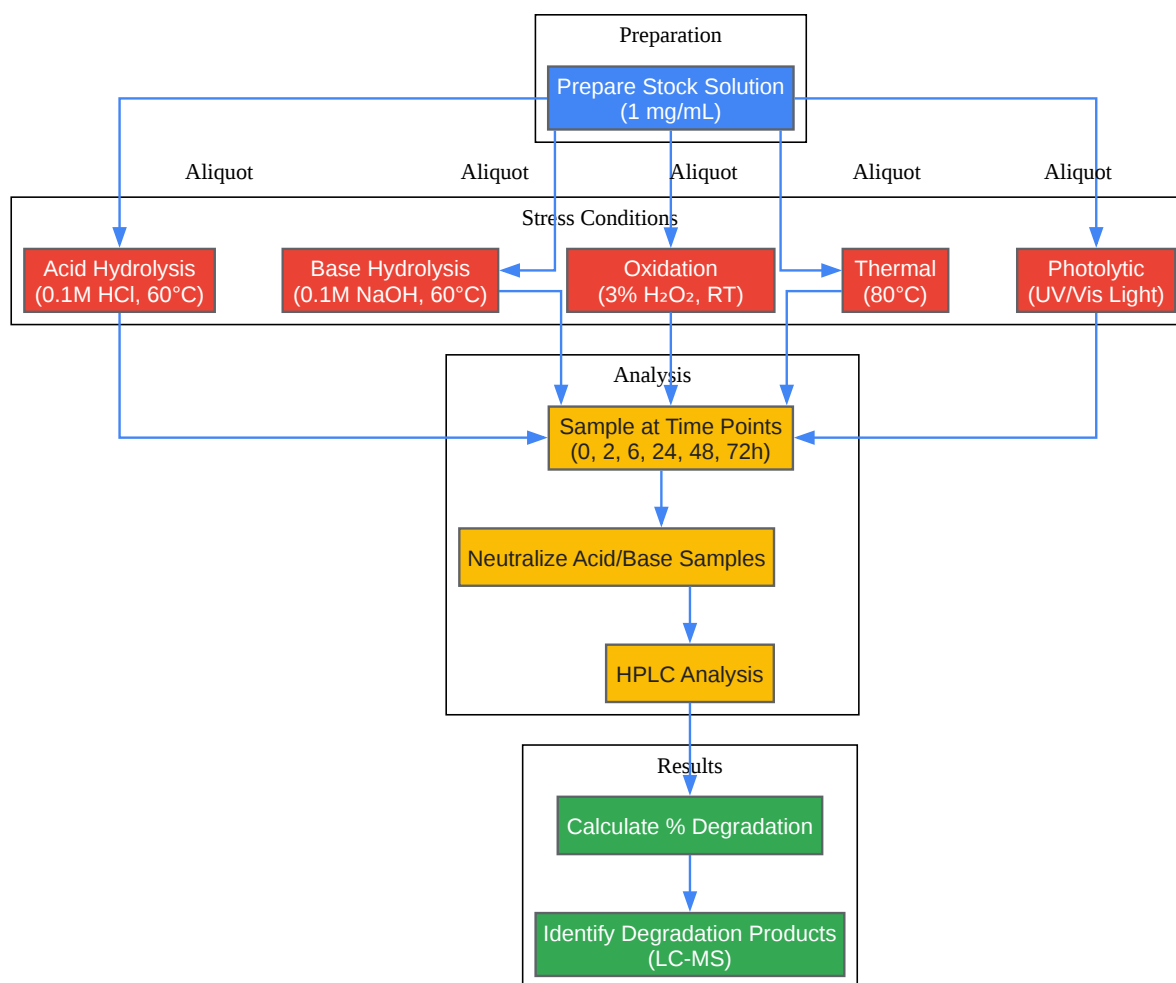 Preparation
Prepare Stock Solution
(1 mg/mL)
Aliquot
Aliquot
Aliquot
Aliquot
Aliquot
Stress Conditions
Acid Hydrolysis
(0.1M HCl, 60°C)
Base Hydrolysis
(0.1M NaOH, 60°C)
Oxidation
(3% H₂O₂, RT)
Thermal
(80°C)
Photolytic
(UV/Vis Light)
Analysis
Sample at Time Points
(0, 2, 6, 24, 48, 72h)
Neutralize Acid/Base Samples
HPLC Analysis
Results
Calculate % Degradation
Identify Degradation Products
(LC-MS)